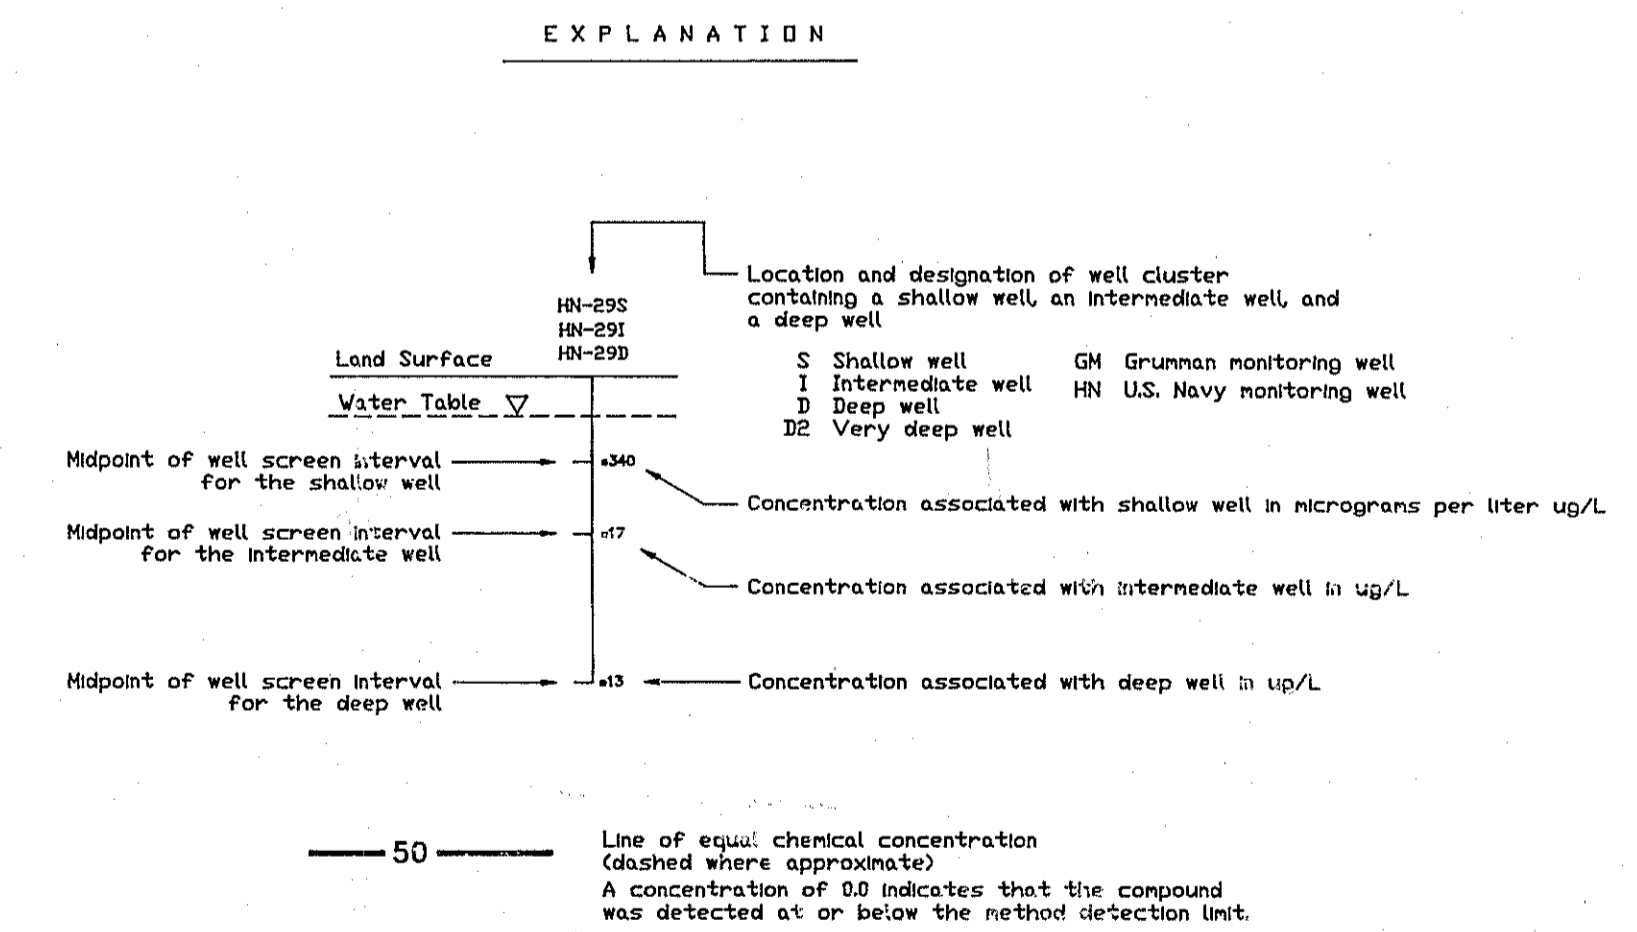 EXPLANATION
Location and designation of well cluster
containing a shallow well, an intermediate well, and
a deep well
HN-29S
HN-29I
HN-29D
Land Surface
Water Table
S Shallow well
I Intermediate well
D Deep well
D2 Very deep well
GM Grumman monitoring well
HN U.S. Navy monitoring well
Midpoint of well screen interval
for the shallow well
340
Concentration associated with shallow well in micrograms per liter ug/L
Midpoint of well screen interval
for the intermediate well
17
Concentration associated with intermediate well in ug/L
Midpoint of well screen interval
for the deep well
13
Concentration associated with deep well in ug/L
50
Line of equal chemical concentration
(dashed where approximate)
A concentration of 0.0 indicates that the compound
was detected at or below the method detection limit.